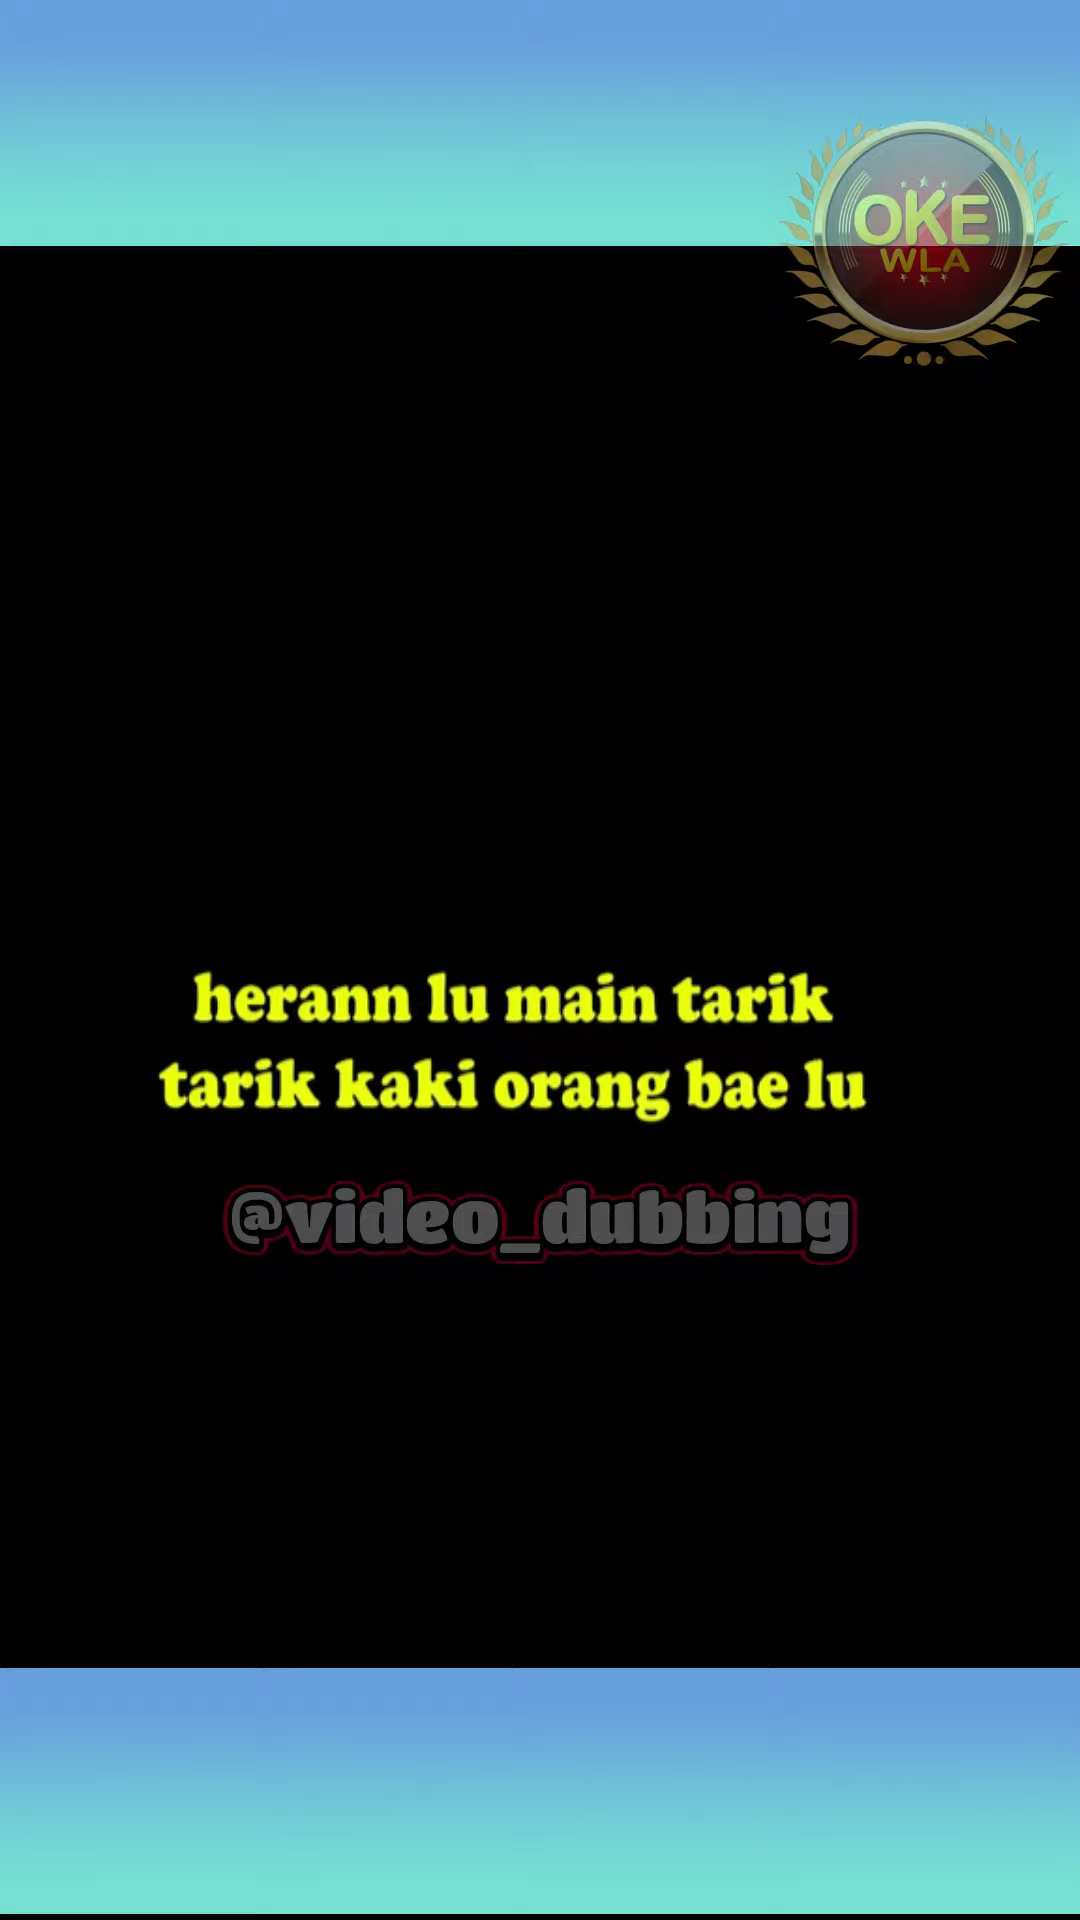 OKE
WLA
herann lu main tarik
tarik kaki orang bae lu
@video_dubbing